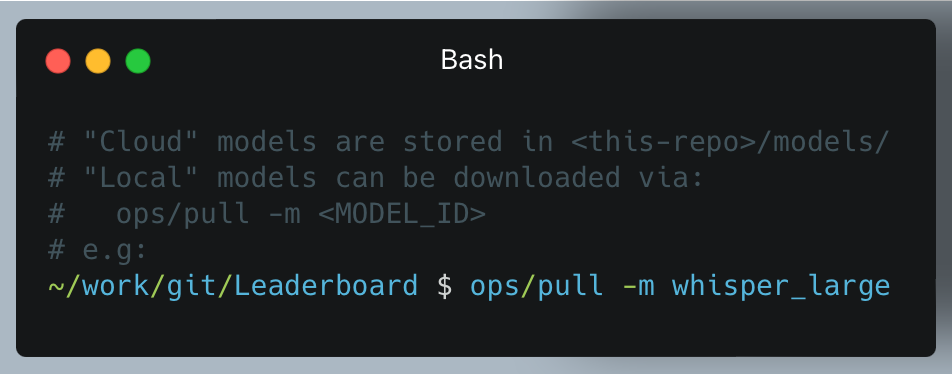 Bash
# "Cloud" models are stored in <this-repo>/models/
# "Local" models can be downloaded via:
#   ops/pull -m <MODEL_ID>
# e.g:
~/work/git/Leaderboard $ ops/pull -m whisper_large